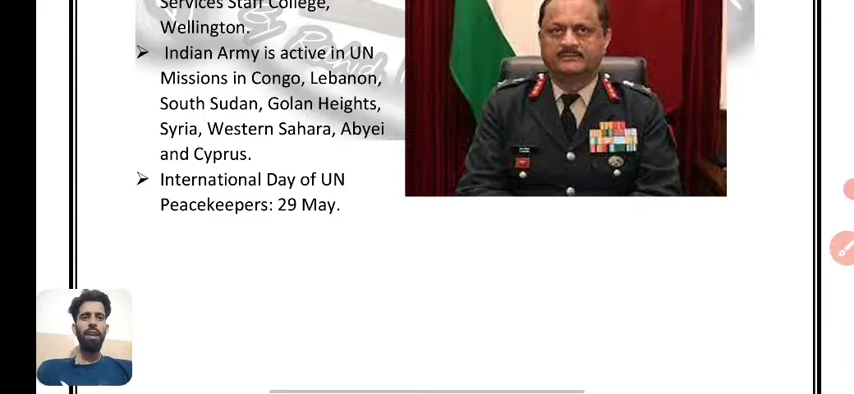 Services Staff College,
Wellington.
➢ Indian Army is active in UN
Missions in Congo, Lebanon,
South Sudan, Golan Heights,
Syria, Western Sahara, Abyei
and Cyprus.
➢ International Day of UN
Peacekeepers: 29 May.